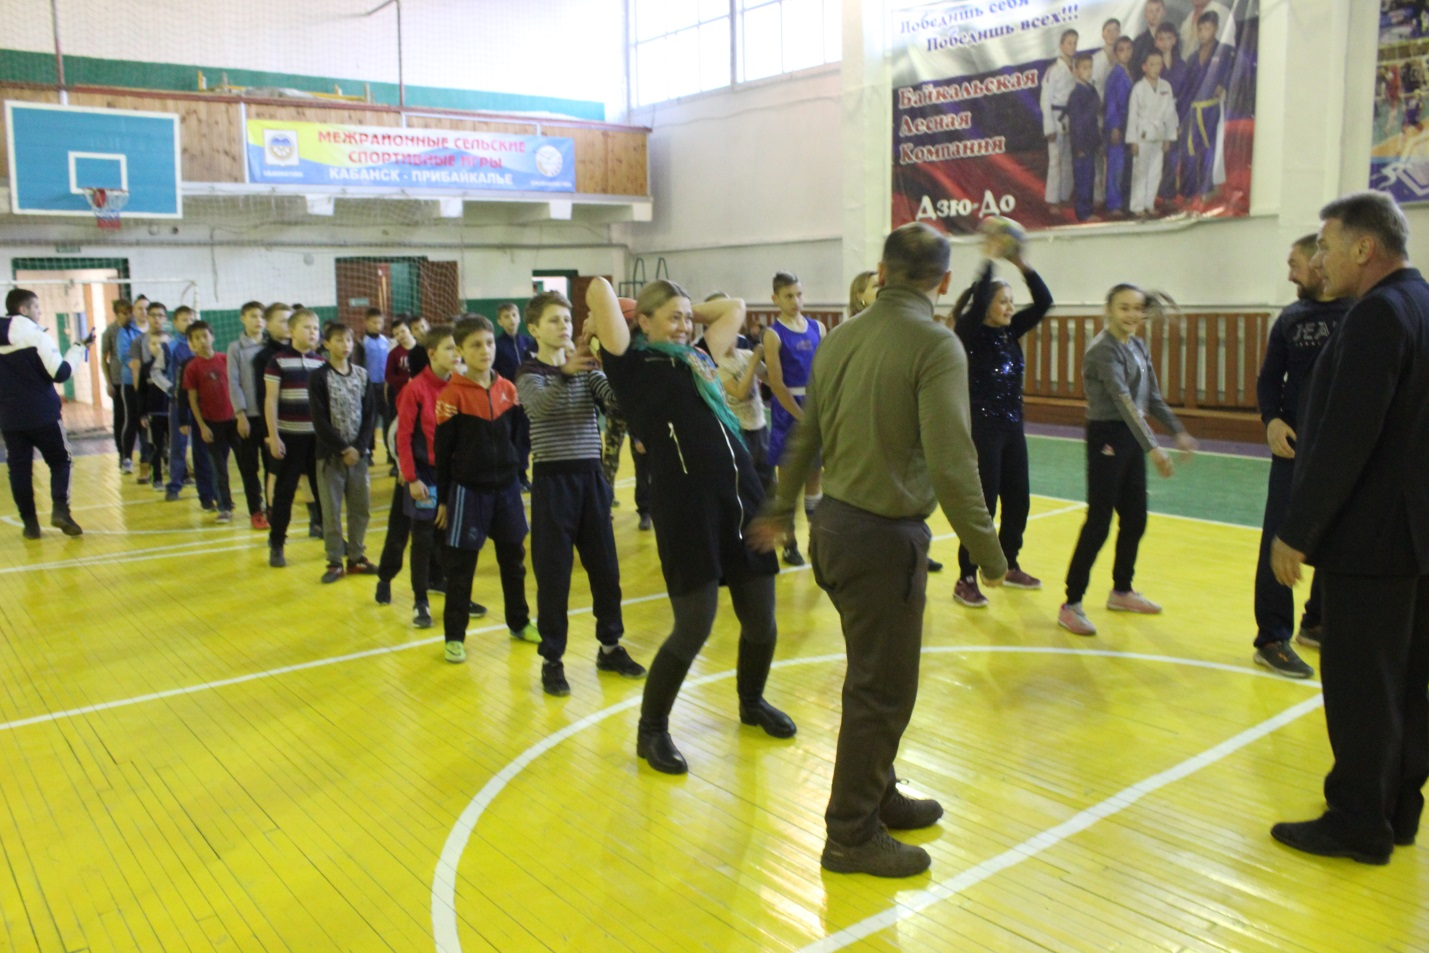 МЕЖРАЙОННЫЕ СЕЛЬСКИЕ
СПОРТИВНЫЕ ИГРЫ
КАБАНСК - ПРИБАЙКАЛЬЕ
Победишь себя
Победишь всех!!!
Байкальская
Лесная
Компания
Дзю-До